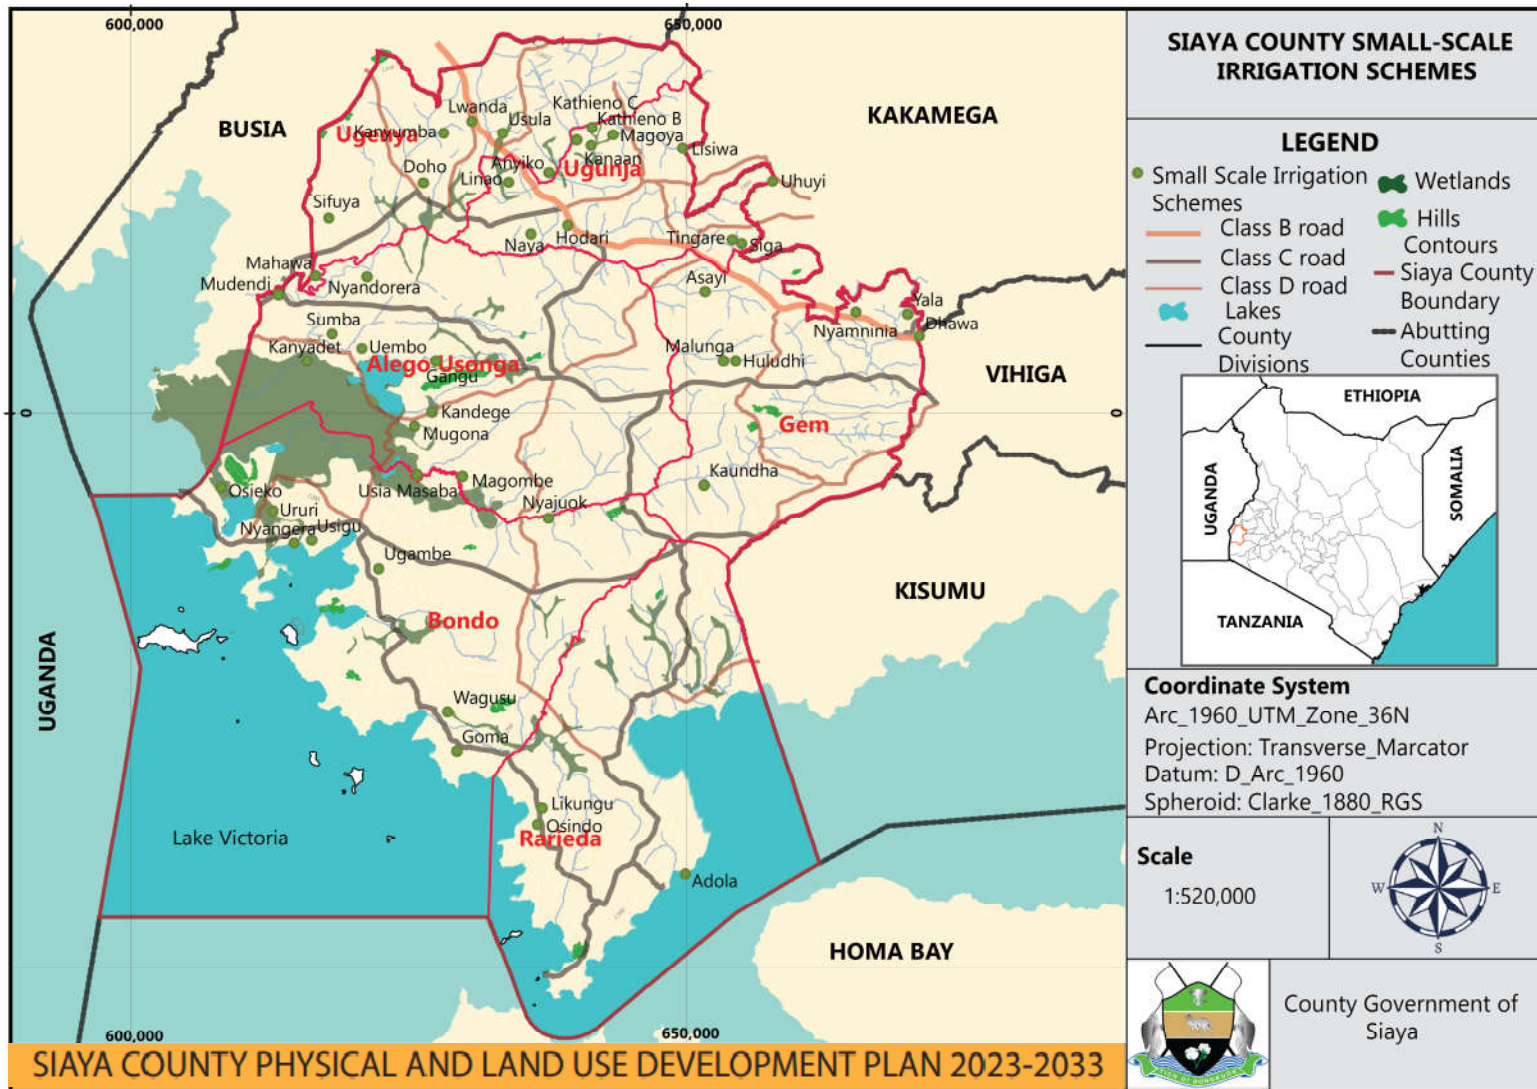 600,000
650,000
BUSIA
KAKAMEGA
Lwanda
Kathieno C
Usula
Kathieno B
Ugenya
Kanyumba
Magoya
Kanaan
Lisiwa
Doho
Anyiko
Linao
Ugunja
Uhuyi
Sifuya
Naya
Hodari
Tingare
Siga
Mahawa
Mudendi
Nyandorera
Asayi
Yala
Nyamninia
Dhawa
Sumba
Kanyadet
Uembo
Alego Usonga
Gangu
Malunga
Huludhi
VIHIGA
0
0
Kandege
Mugona
Gem
Osieko
Usia Masaba
Magombe
Kaundha
Ururi
Nyajuok
Nyangera
Usigu
Ugambe
KISUMU
Bondo
UGANDA
Wagusu
Goma
Likungu
Osindo
Rarieda
Lake Victoria
Adola
HOMA BAY
600,000
650,000
SIAYA COUNTY PHYSICAL AND LAND USE DEVELOPMENT PLAN 2023-2033
SIAYA COUNTY SMALL-SCALE
IRRIGATION SCHEMES
LEGEND
Small Scale Irrigation
Schemes
Class B road
Class C road
Class D road
Lakes
County
Divisions
Wetlands
Hills
Contours
Siaya County
Boundary
Abutting
Counties
ETHIOPIA
UGANDA
SOMALIA
TANZANIA
Coordinate System
Arc_1960_UTM_Zone_36N
Projection: Transverse_Marcator
Datum: D_Arc_1960
Spheroid: Clarke_1880_RGS
Scale
1:520,000
N
W
E
S
County Government of
Siaya